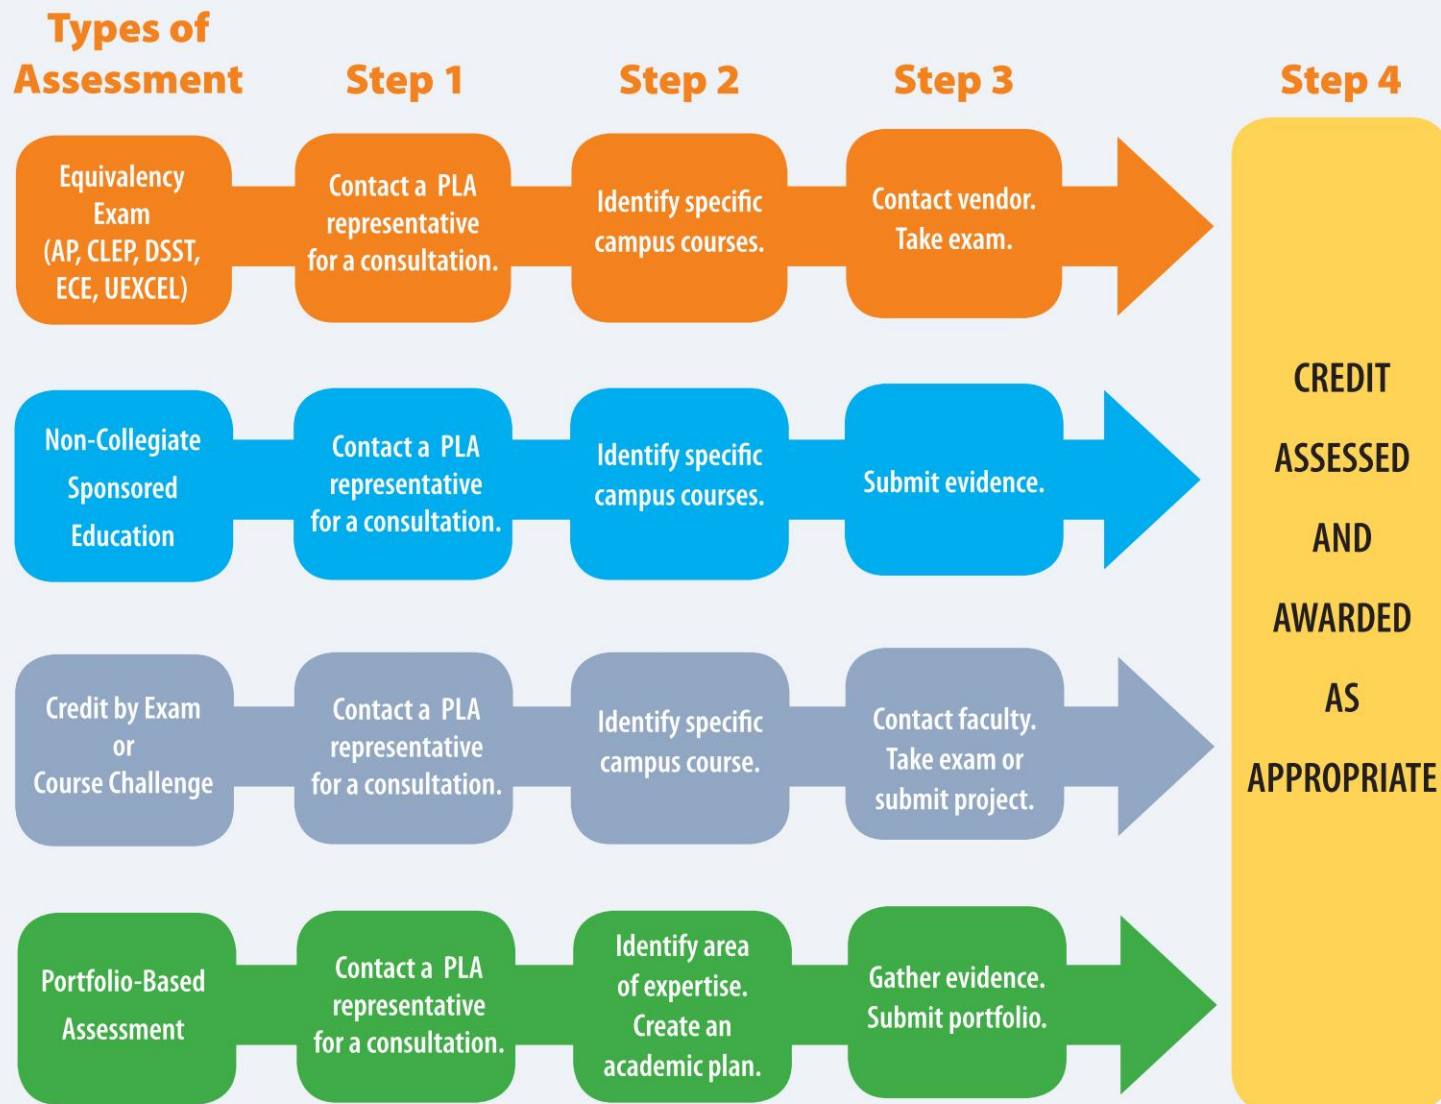 Types of
Assessment
Step 1
Step 2
Step 3
Step 4
Equivalency
Exam
(AP, CLEP, DSST,
ECE, UEXCEL)
Contact a PLA
representative
for a consultation.
Identify specific
campus courses.
Contact vendor.
Take exam.
Non-Collegiate
Sponsored
Education
Contact a PLA
representative
for a consultation.
Identify specific
campus courses.
Submit evidence.
Credit by Exam
or
Course Challenge
Contact a PLA
representative
for a consultation.
Identify specific
campus course.
Contact faculty.
Take exam or
submit project.
Portfolio-Based
Assessment
Contact a PLA
representative
for a consultation.
Identify area
of expertise.
Create an
academic plan.
Gather evidence.
Submit portfolio.
CREDIT
ASSESSED
AND
AWARDED
AS
APPROPRIATE